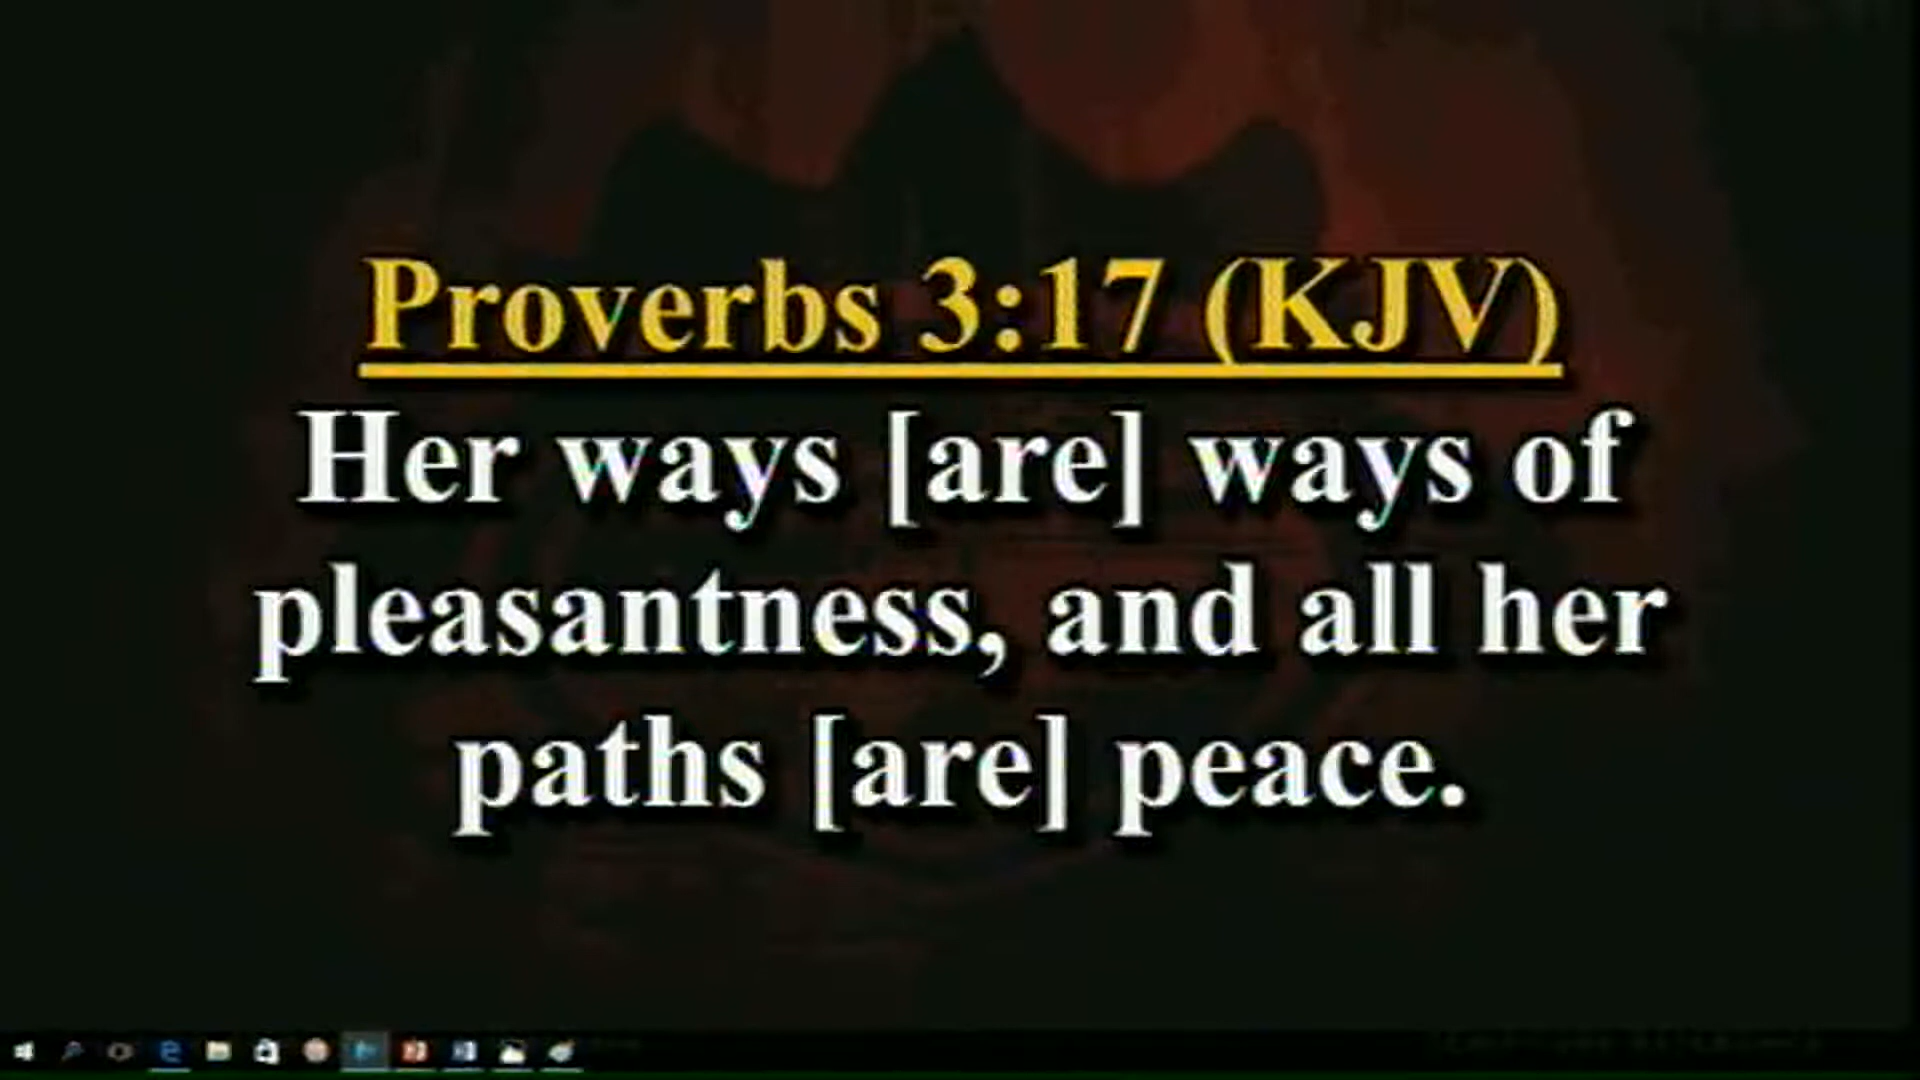 Proverbs 3:17 (KJV)
Her ways [are] ways of
pleasantness, and all her
paths [are] peace.